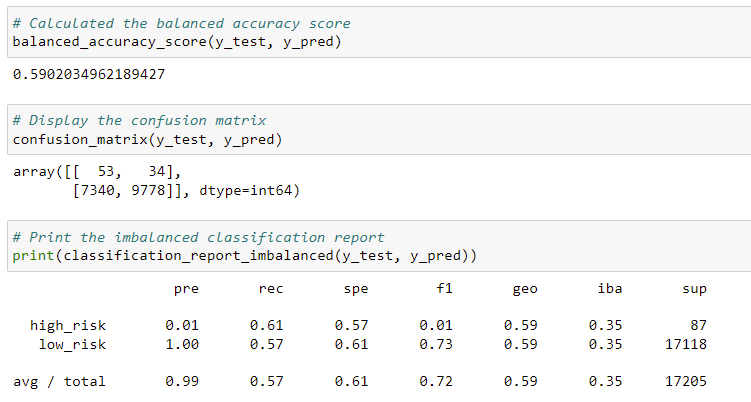 # Calculated the balanced accuracy score
balanced_accuracy_score(y_test, y_pred)
0.5902034962189427
# Display the confusion matrix
confusion_matrix(y_test, y_pred)
array([[  53,   34],
       [7340, 9778]], dtype=int64)
# Print the imbalanced classification report
print(classification_report_imbalanced(y_test, y_pred))
                   pre       rec       spe        f1       geo       iba       sup
  high_risk       0.01      0.61      0.57      0.01      0.59      0.35        87
   low_risk       1.00      0.57      0.61      0.73      0.59      0.35     17118
avg / total       0.99      0.57      0.61      0.72      0.59      0.35     17205